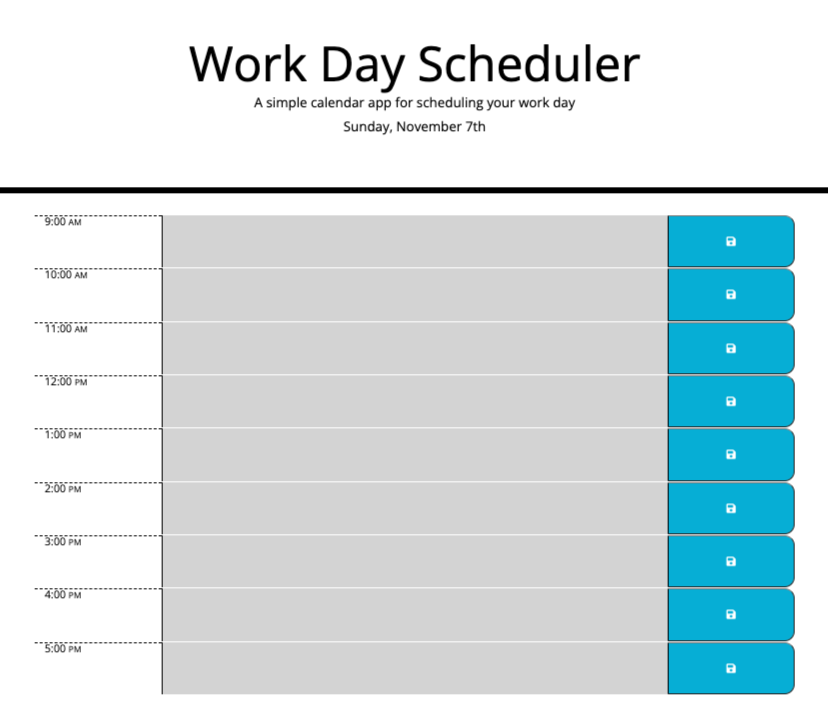 Work Day Scheduler
A simple calendar app for scheduling your work day
Sunday, November 7th
9:00 AM
10:00 AM
11:00 AM
12:00 PM
1:00 PM
2:00 PM
3:00 PM
4:00 PM
5:00 PM